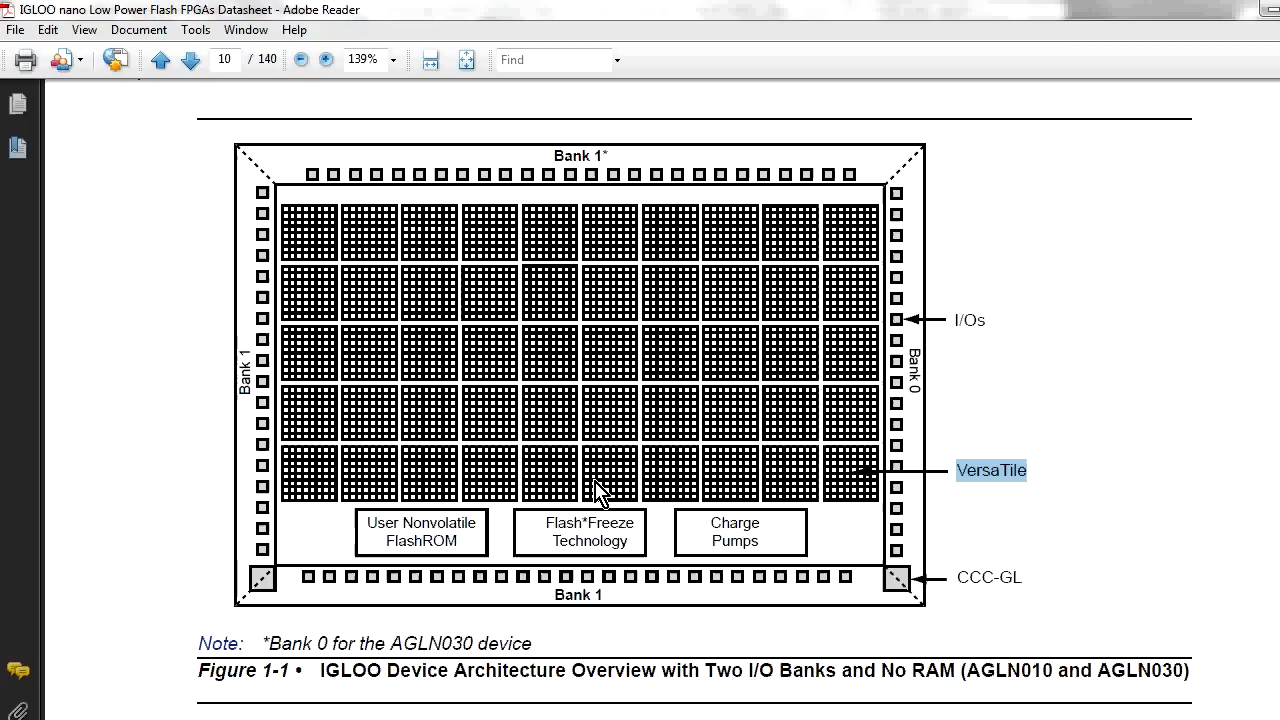 IGLOO nano Low Power Flash FPGAs Datasheet - Adobe Reader
File Edit View Document Tools Window Help
10 / 140 139% Find
Bank 1*
Bank 1
Bank 0
I/Os
VersaTile
User Nonvolatile
FlashROM
Flash*Freeze
Technology
Charge
Pumps
CCC-GL
Bank 1
Note: *Bank 0 for the AGLN030 device
Figure 1-1 • IGLOO Device Architecture Overview with Two I/O Banks and No RAM (AGLN010 and AGLN030)